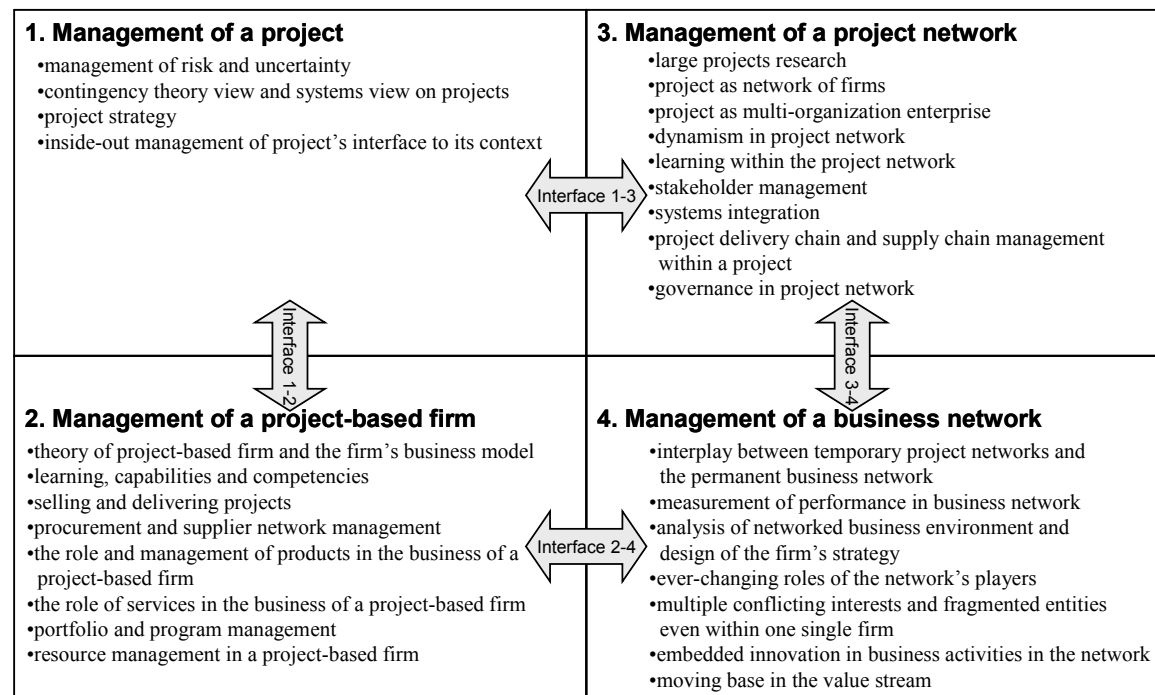 1. Management of a project
•management of risk and uncertainty
•contingency theory view and systems view on projects
•project strategy
•inside-out management of project's interface to its context
3. Management of a project network
•large projects research
•project as network of firms
•project as multi-organization enterprise
•dynamism in project network
•learning within the project network
•stakeholder management
•systems integration
•project delivery chain and supply chain management
within a project
•governance in project network
Interface 1-3
Interface 1-2
Interface 3-4
2. Management of a project-based firm
•theory of project-based firm and the firm's business model
•learning, capabilities and competencies
•selling and delivering projects
•procurement and supplier network management
•the role and management of products in the business of a
project-based firm
•the role of services in the business of a project-based firm
•portfolio and program management
•resource management in a project-based firm
Interface 2-4
4. Management of a business network
•interplay between temporary project networks and
the permanent business network
•measurement of performance in business network
•analysis of networked business environment and
design of the firm's strategy
•ever-changing roles of the network's players
•multiple conflicting interests and fragmented entities
even within one single firm
•embedded innovation in business activities in the network
•moving base in the value stream